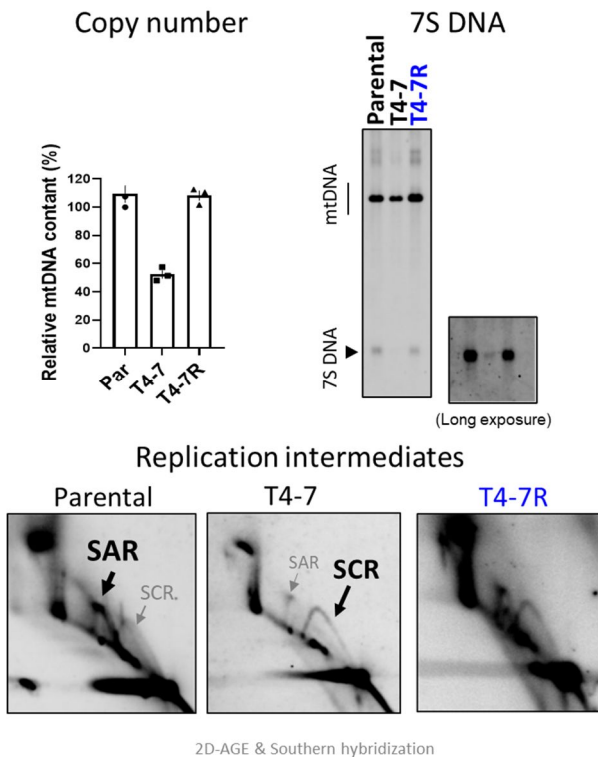 Copy number
7S DNA
Relative mtDNA contant (%)
120
100
80
60
40
20
0
Par
T4-7
T4-7R
Parental
T4-7
T4-7R
mtDNA
7S DNA
(Long exposure)
Replication intermediates
Parental
T4-7
T4-7R
SAR
SCR
SAR
SCR
2D-AGE & Southern hybridization